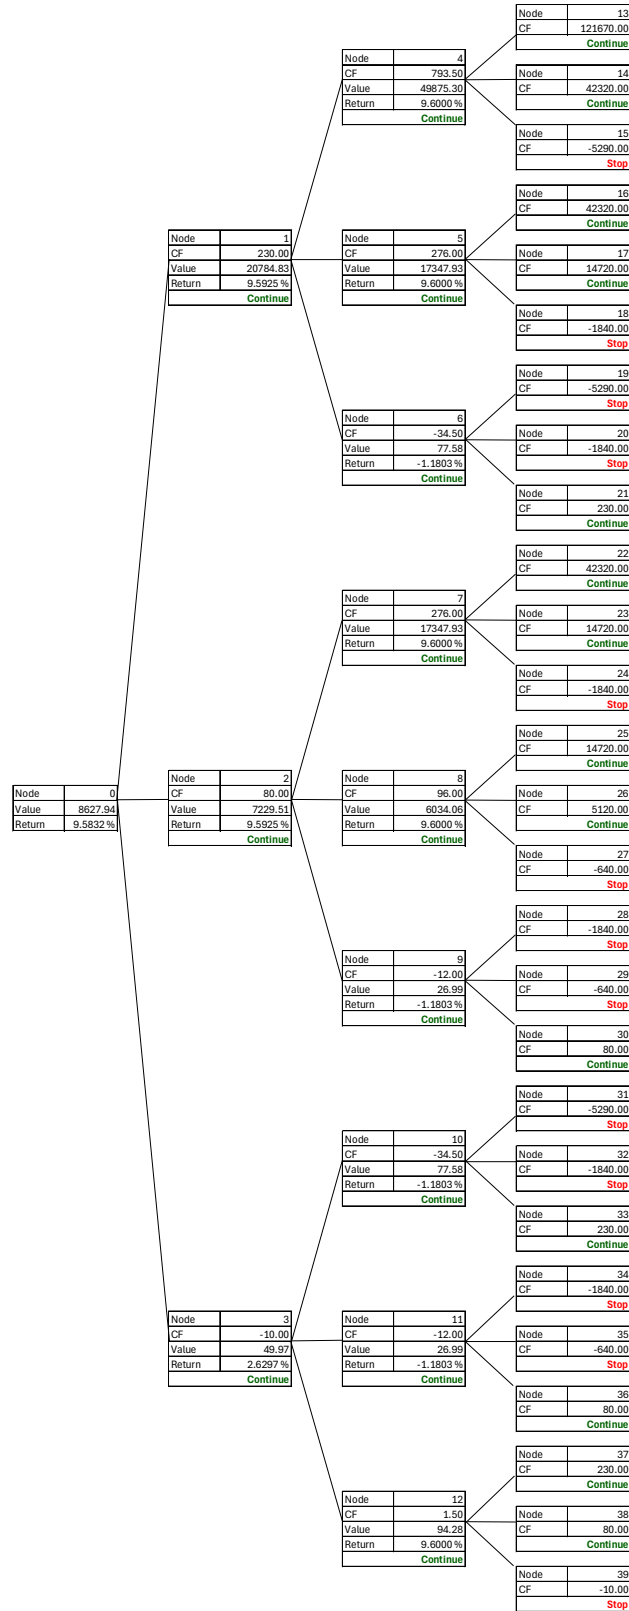 Node 0
Value 8627.94
Return 9.5832 %
Node 1
CF 230.00
Value 20784.83
Return 9.5925 %
Continue
Node 2
CF 80.00
Value 7229.51
Return 9.5925 %
Continue
Node 3
CF -10.00
Value 49.97
Return 2.6297 %
Continue
Node 4
CF 793.50
Value 49875.30
Return 9.6000 %
Continue
Node 5
CF 276.00
Value 17347.93
Return 9.6000 %
Continue
Node 6
CF -34.50
Value 77.58
Return -1.1803 %
Continue
Node 7
CF 276.00
Value 17347.93
Return 9.6000 %
Continue
Node 8
CF 96.00
Value 6034.06
Return 9.6000 %
Continue
Node 9
CF -12.00
Value 26.99
Return -1.1803 %
Continue
Node 10
CF -34.50
Value 77.58
Return -1.1803 %
Continue
Node 11
CF -12.00
Value 26.99
Return -1.1803 %
Continue
Node 12
CF 1.50
Value 94.28
Return 9.6000 %
Continue
Node 13
CF 121670.00
Continue
Node 14
CF 42320.00
Continue
Node 15
CF -5290.00
Stop
Node 16
CF 42320.00
Continue
Node 17
CF 14720.00
Continue
Node 18
CF -1840.00
Stop
Node 19
CF -5290.00
Stop
Node 20
CF -1840.00
Stop
Node 21
CF 230.00
Continue
Node 22
CF 42320.00
Continue
Node 23
CF 14720.00
Continue
Node 24
CF -1840.00
Stop
Node 25
CF 14720.00
Continue
Node 26
CF 5120.00
Continue
Node 27
CF -640.00
Stop
Node 28
CF -1840.00
Stop
Node 29
CF -640.00
Stop
Node 30
CF 80.00
Continue
Node 31
CF -5290.00
Stop
Node 32
CF -1840.00
Stop
Node 33
CF 230.00
Continue
Node 34
CF -1840.00
Stop
Node 35
CF -640.00
Stop
Node 36
CF 80.00
Continue
Node 37
CF 230.00
Continue
Node 38
CF 80.00
Continue
Node 39
CF -10.00
Stop